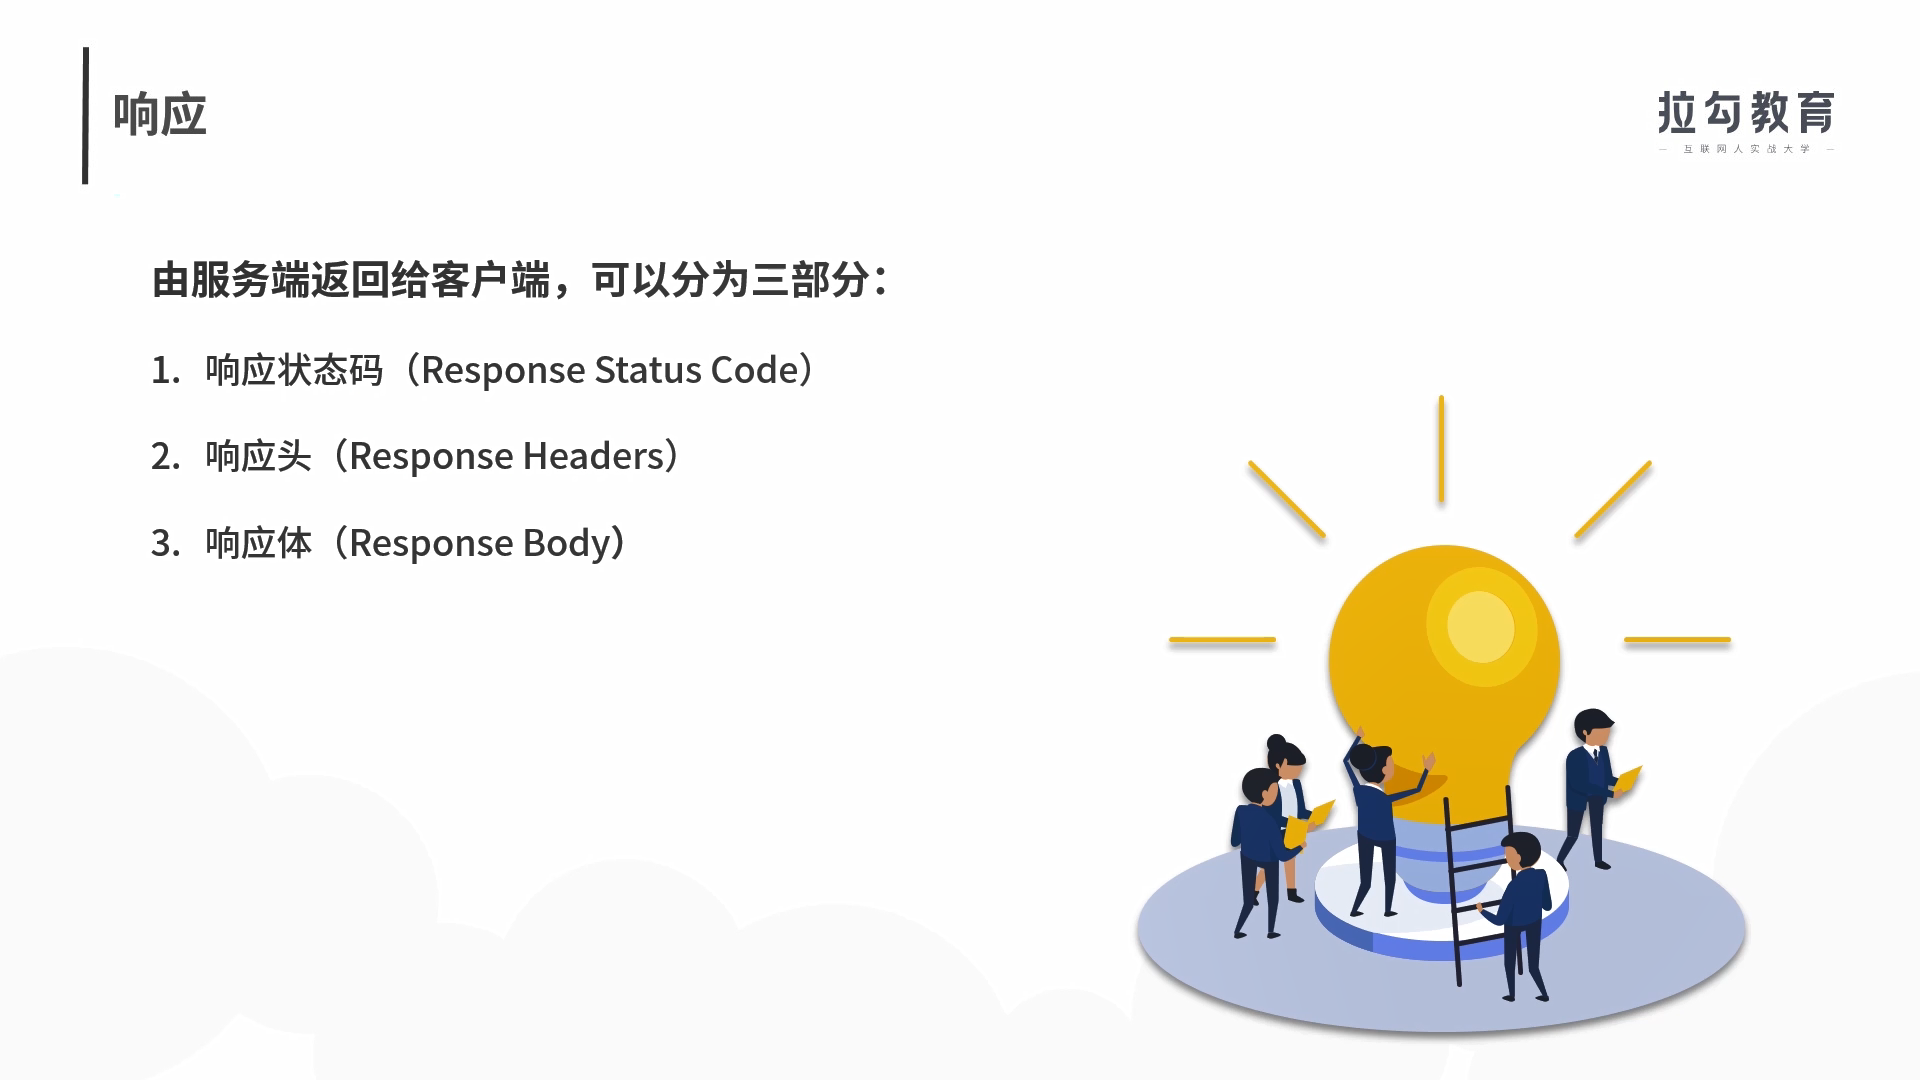 响应
拉勾教育
— 互联网人实战大学 —
由服务端返回给客户端，可以分为三部分：
1. 响应状态码（Response Status Code）
2. 响应头（Response Headers）
3. 响应体（Response Body）